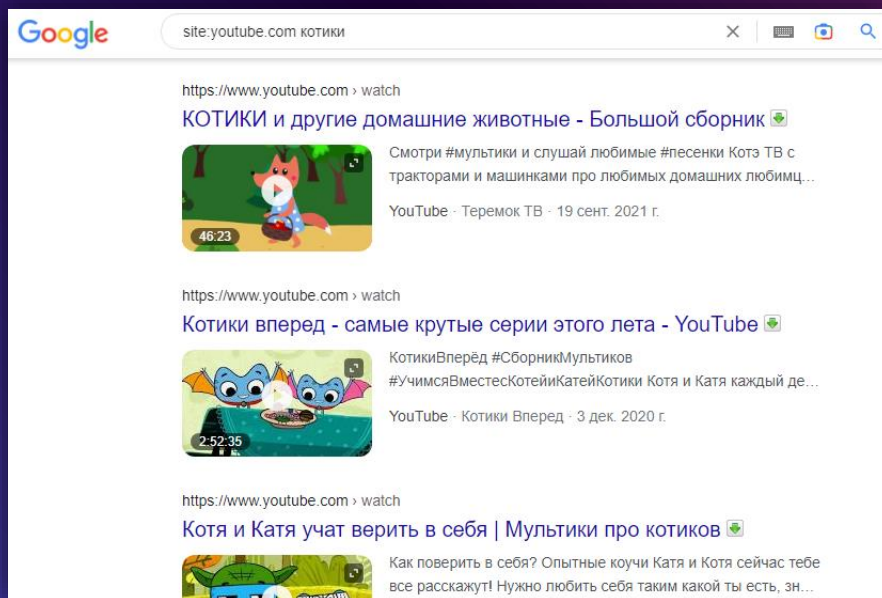 Google
site:youtube.com котики
https://www.youtube.com › watch
КОТИКИ и другие домашние животные - Большой сборник
Смотри #мультики и слушай любимые #песенки Котэ ТВ с
тракторами и машинками про любимых домашних любимц...
YouTube · Теремок ТВ · 19 сент. 2021 г.
46:23
https://www.youtube.com › watch
Котики вперед - самые крутые серии этого лета - YouTube
КотикиВперёд #СборникМультиков
#УчимсяВместесКотейиКатейКотики Котя и Катя каждый де...
YouTube · Котики Вперед · 3 дек. 2020 г.
2:52:35
https://www.youtube.com › watch
Котя и Катя учат верить в себя | Мультики про котиков
Как поверить в себя? Опытные коучи Катя и Котя сейчас тебе
все расскажут! Нужно любить себя таким какой ты есть, зн...